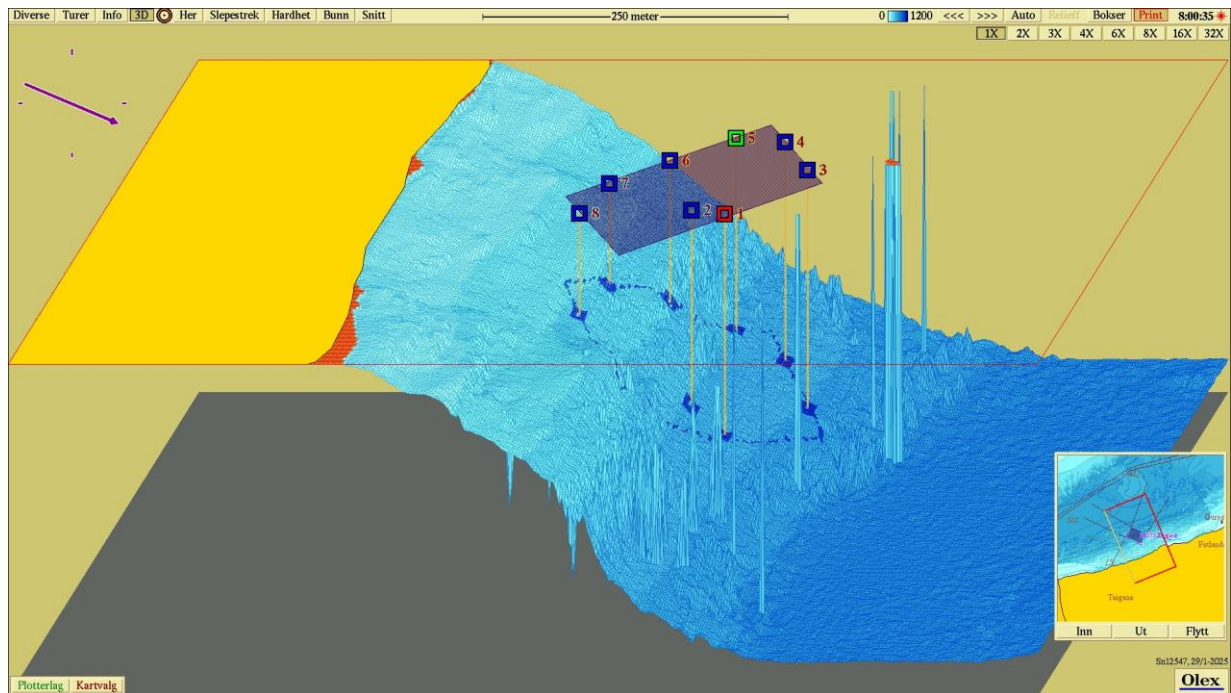 Diverse Turer Info 3D Her Slepestrek Hardhet Bunn Snitt 250 meter 0 1200 <<< >>> Auto Relieff Bokser Print 8:00:35
1X 2X 3X 4X 6X 8X 16X 32X
5
4
6
3
7
8
2
1
Fatland
Taigane
Inn Ut Flytt
Sn12547, 29/1-2025
Plotterlag Kartvalg
Olex